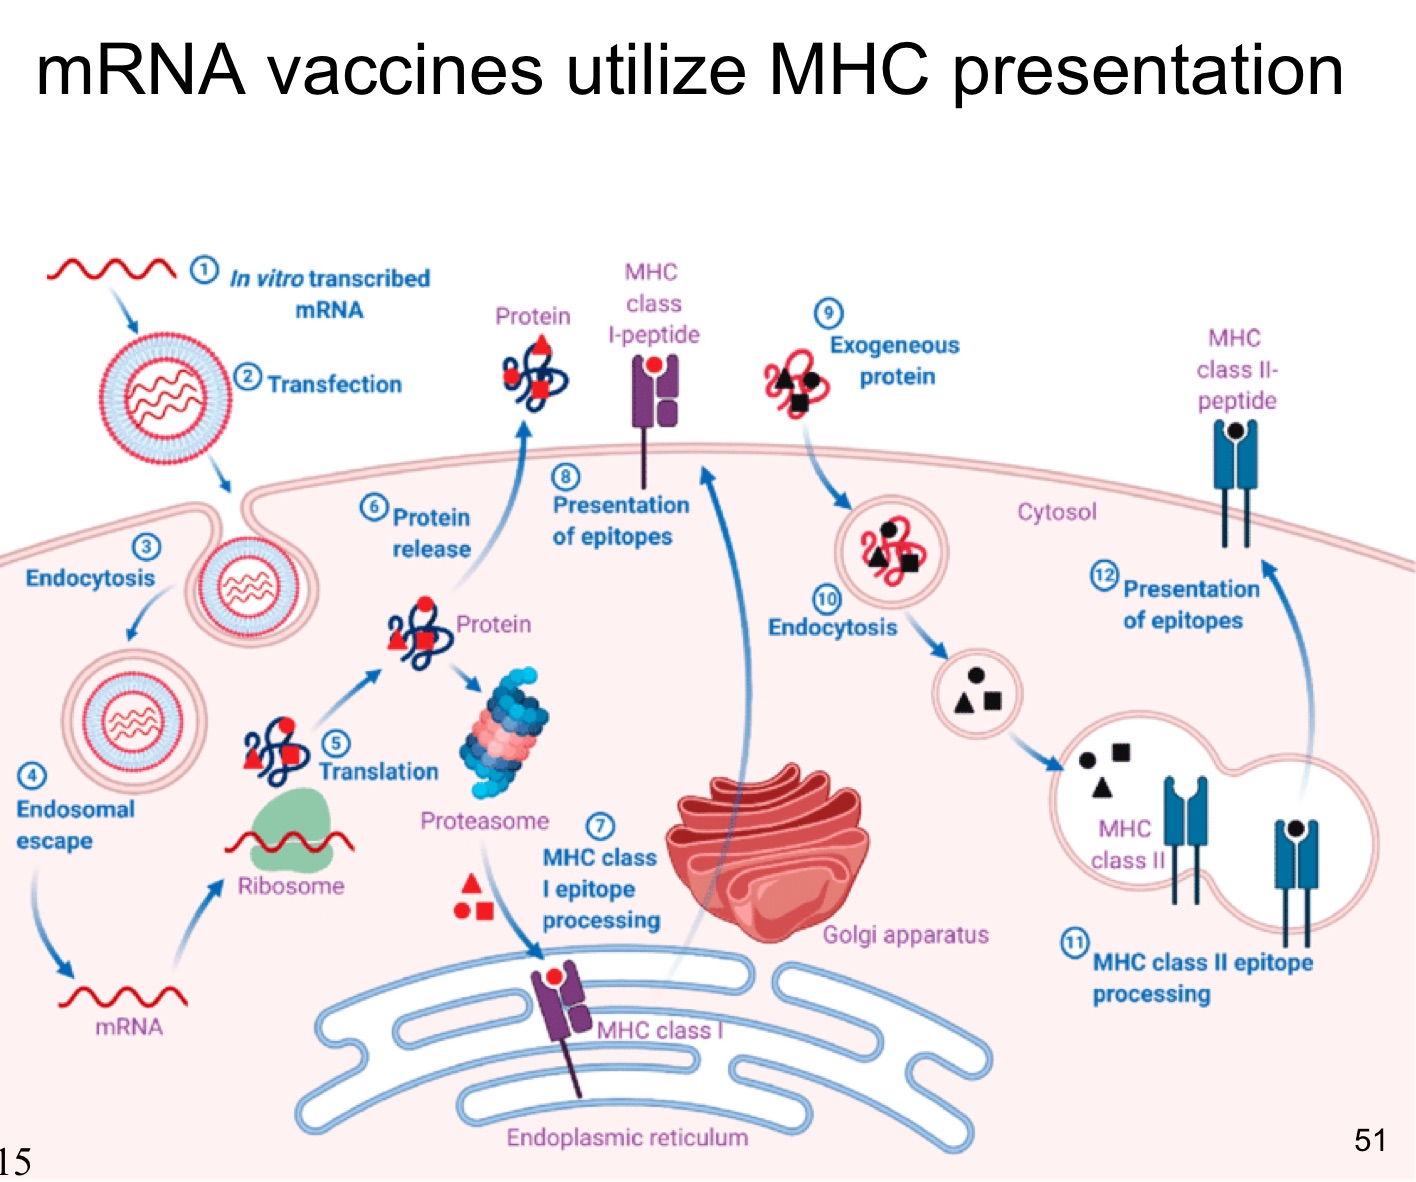 mRNA vaccines utilize MHC presentation
1
In vitro transcribed
mRNA
2
Transfection
3
Endocytosis
4
Endosomal
escape
mRNA
Ribosome
5
Translation
Protein
6
Protein
release
Protein
Proteasome
7
MHC class
I epitope
processing
MHC class I
Endoplasmic reticulum
Golgi apparatus
8
Presentation
of epitopes
MHC
class
I-peptide
9
Exogeneous
protein
10
Endocytosis
Cytosol
MHC
class II
11
MHC class II epitope
processing
12
Presentation
of epitopes
MHC
class II-
peptide
15
51